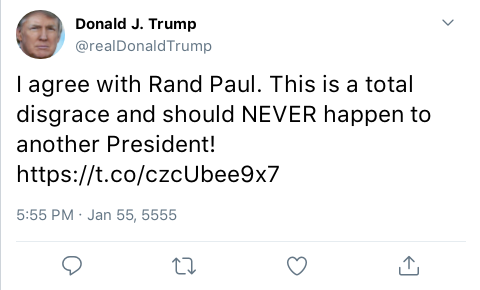 Donald J. Trump
@realDonaldTrump
I agree with Rand Paul. This is a total
disgrace and should NEVER happen to
another President!
https://t.co/czcUbee9x7
5:55 PM · Jan 55, 5555